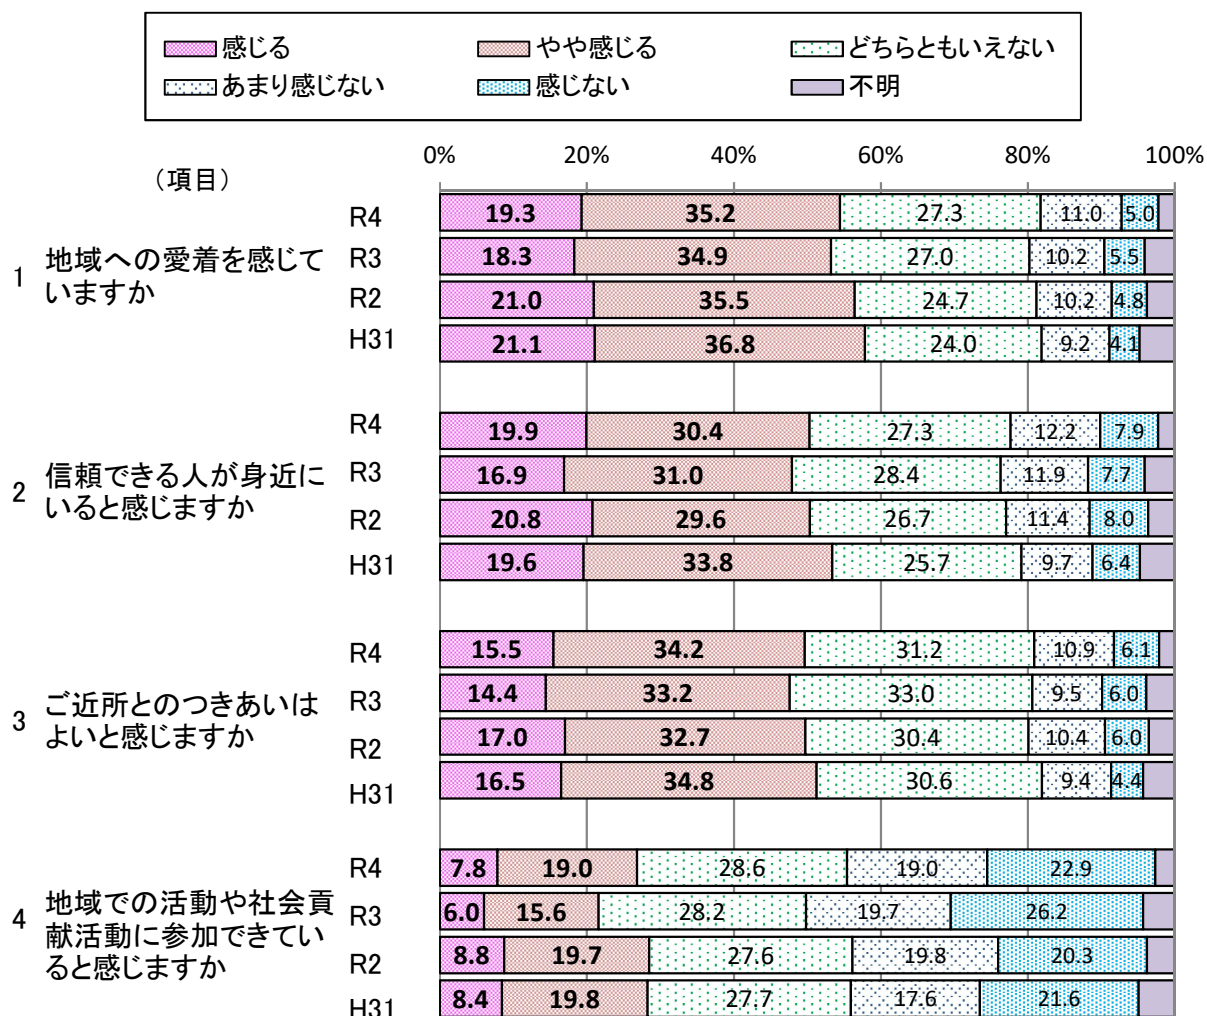 感じる やや感じる どちらともいえない
あまり感じない 感じない 不明
0% 20% 40% 60% 80% 100%
（項目）
1 地域への愛着を感じて
いますか
R4 19.3 35.2 27.3 11.0 5.0
R3 18.3 34.9 27.0 10.2 5.5
R2 21.0 35.5 24.7 10.2 4.8
H31 21.1 36.8 24.0 9.2 4.1
2 信頼できる人が身近に
いると感じますか
R4 19.9 30.4 27.3 12.2 7.9
R3 16.9 31.0 28.4 11.9 7.7
R2 20.8 29.6 26.7 11.4 8.0
H31 19.6 33.8 25.7 9.7 6.4
3 ご近所とのつきあいは
よいと感じますか
R4 15.5 34.2 31.2 10.9 6.1
R3 14.4 33.2 33.0 9.5 6.0
R2 17.0 32.7 30.4 10.4 6.0
H31 16.5 34.8 30.6 9.4 4.4
4 地域での活動や社会貢
献活動に参加できてい
ると感じますか
R4 7.8 19.0 28.6 19.0 22.9
R3 6.0 15.6 28.2 19.7 26.2
R2 8.8 19.7 27.6 19.8 20.3
H31 8.4 19.8 27.7 17.6 21.6